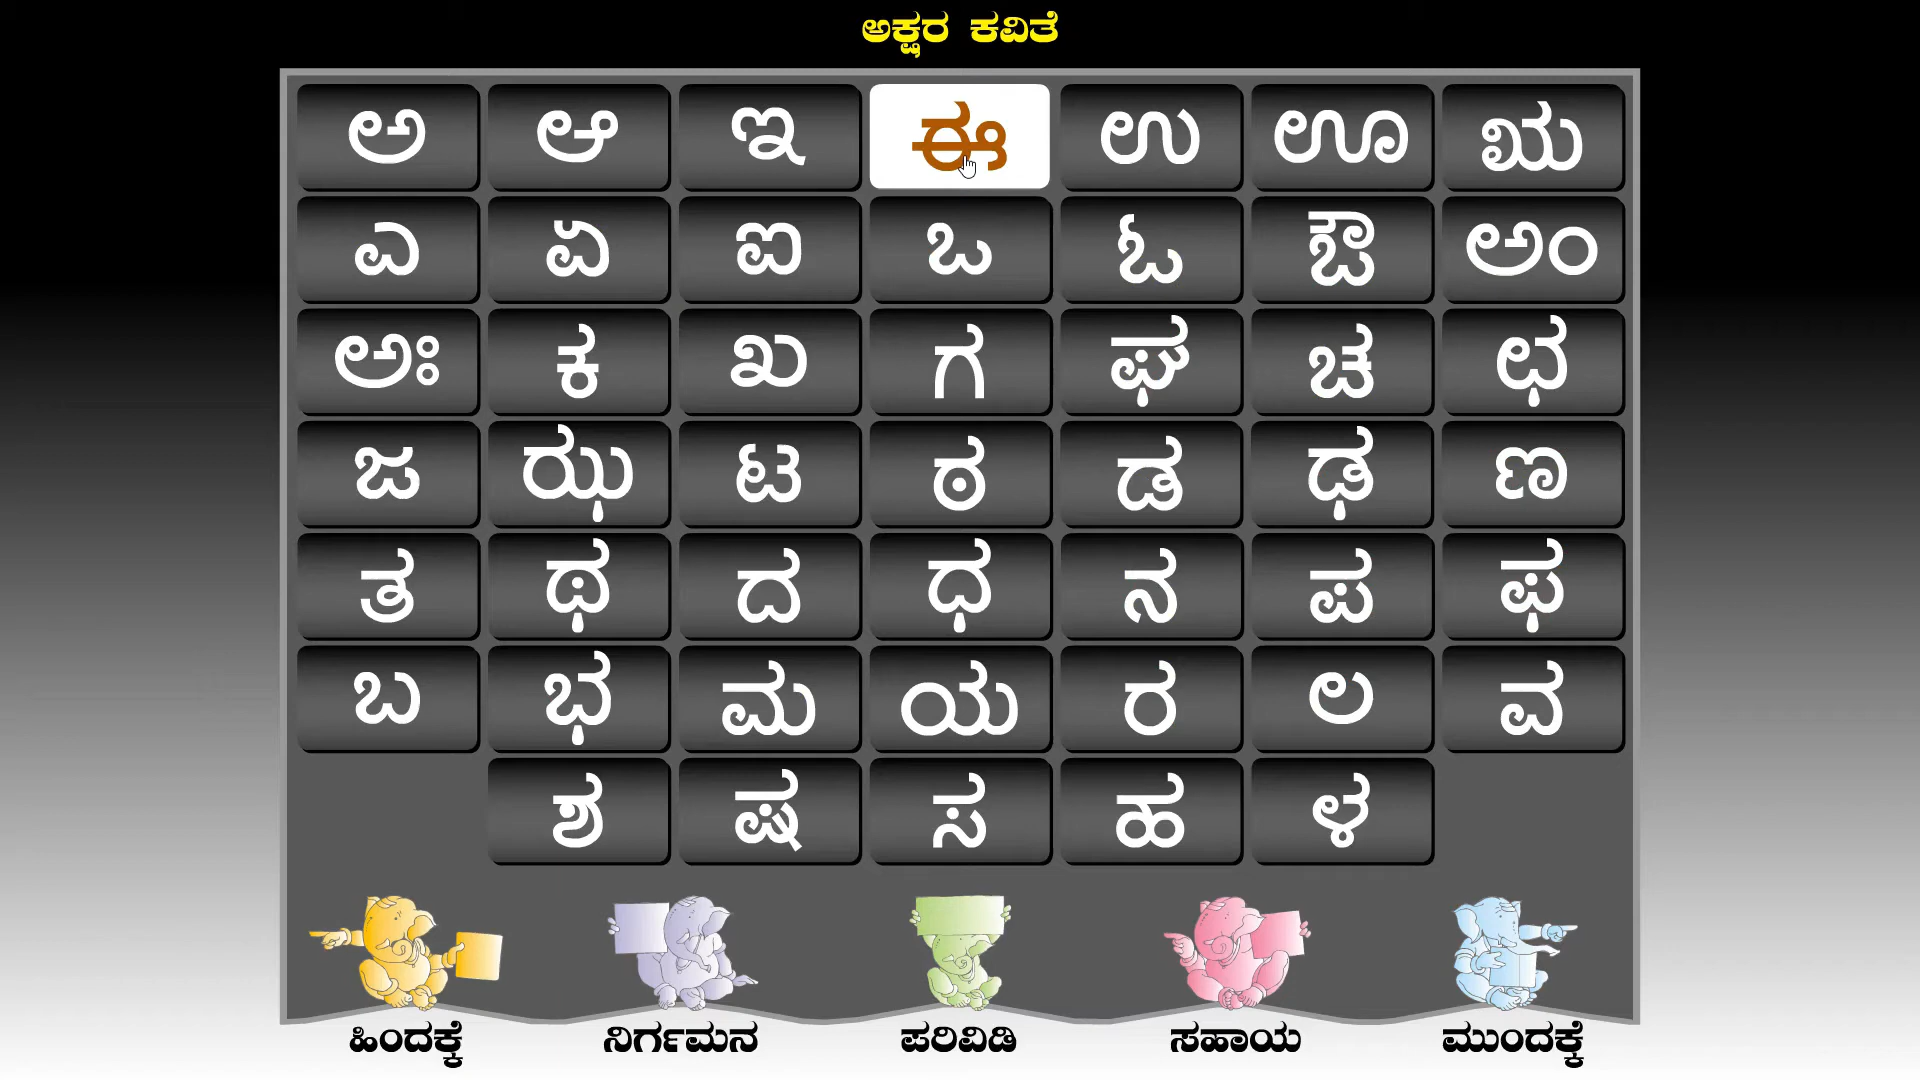 ಅಕ್ಷರ ಕವಿತೆ
ಅ ಆ ಇ ಈ ಉ ಊ ಋ
ಎ ಏ ಐ ಒ ಓ ಔ ಅಂ
ಅಃ ಕ ಖ ಗ ಘ ಚ ಛ
ಜ ಝ ಟ ಠ ಡ ಢ ಣ
ತ ಥ ದ ಧ ನ ಪ ಫ
ಬ ಭ ಮ ಯ ರ ಲ ವ
ಶ ಷ ಸ ಹ ಳ
ಹಿಂದಕ್ಕೆ ನಿರ್ಗಮನ ಪರಿವಿಡಿ ಸಹಾಯ ಮುಂದಕ್ಕೆ